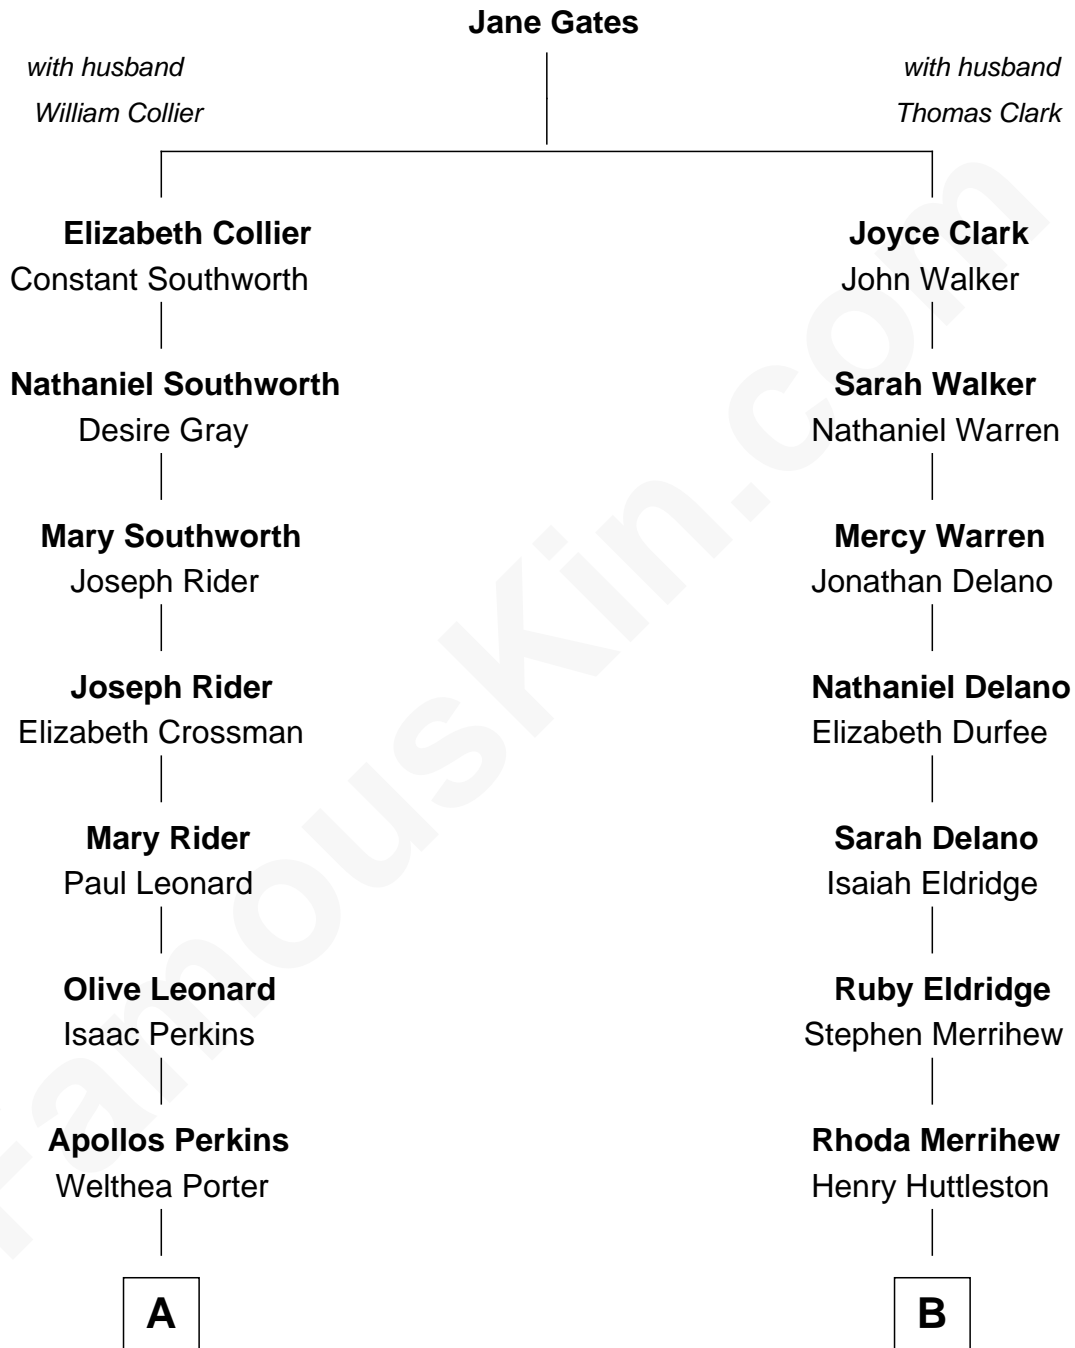 Jane Gates
with husband
William Collier
with husband
Thomas Clark
Elizabeth Collier
Constant Southworth
Joyce Clark
John Walker
Nathaniel Southworth
Desire Gray
Sarah Walker
Nathaniel Warren
Mary Southworth
Joseph Rider
Mercy Warren
Jonathan Delano
Joseph Rider
Elizabeth Crossman
Nathaniel Delano
Elizabeth Durfee
Mary Rider
Paul Leonard
Sarah Delano
Isaiah Eldridge
Olive Leonard
Isaac Perkins
Ruby Eldridge
Stephen Merrihew
Apollos Perkins
Welthea Porter
Rhoda Merrihew
Henry Huttleston
A
B
FamousKin.com